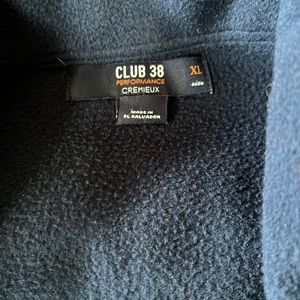 CLUB 38
PERFORMANCE
CREMIEUX
XL
MADE IN
EL SALVADOR